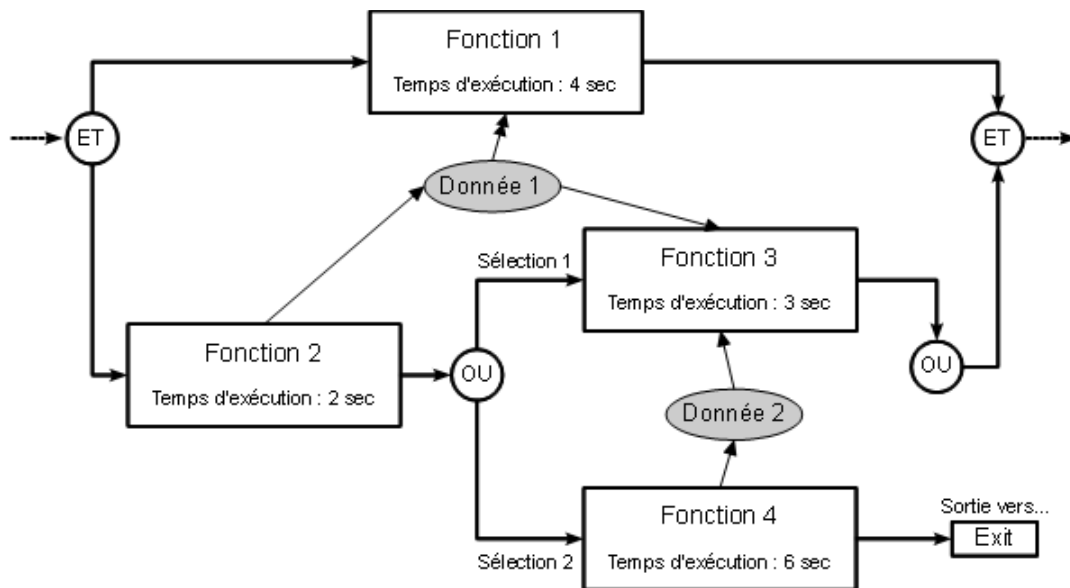 Fonction 1
Temps d'exécution : 4 sec
ET
ET
Donnée 1
Sélection 1
Fonction 3
Temps d'exécution : 3 sec
Fonction 2
Temps d'exécution : 2 sec
OU
OU
Donnée 2
Sélection 2
Fonction 4
Temps d'exécution : 6 sec
Sortie vers...
Exit